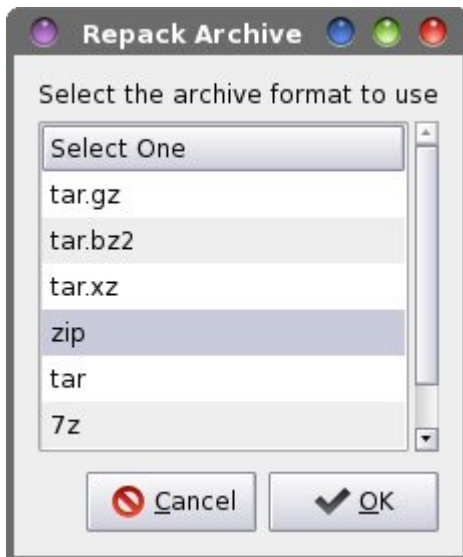 Repack Archive
Select the archive format to use
Select One
tar.gz
tar.bz2
tar.xz
zip
tar
7z
Cancel
OK